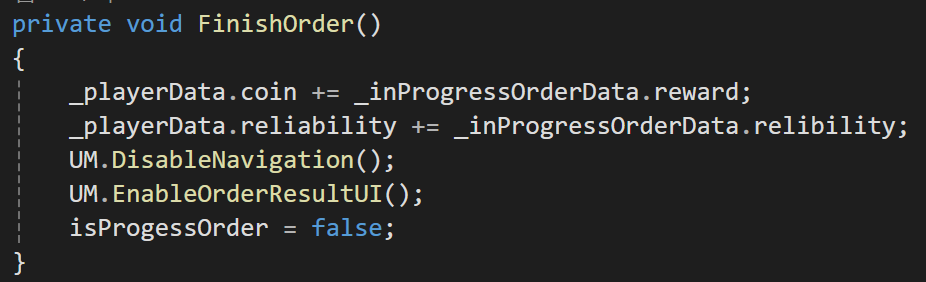 private void FinishOrder()
{
    _playerData.coin += _inProgressOrderData.reward;
    _playerData.reliability += _inProgressOrderData.relibility;
    UM.DisableNavigation();
    UM.EnableOrderResultUI();
    isProgessOrder = false;
}